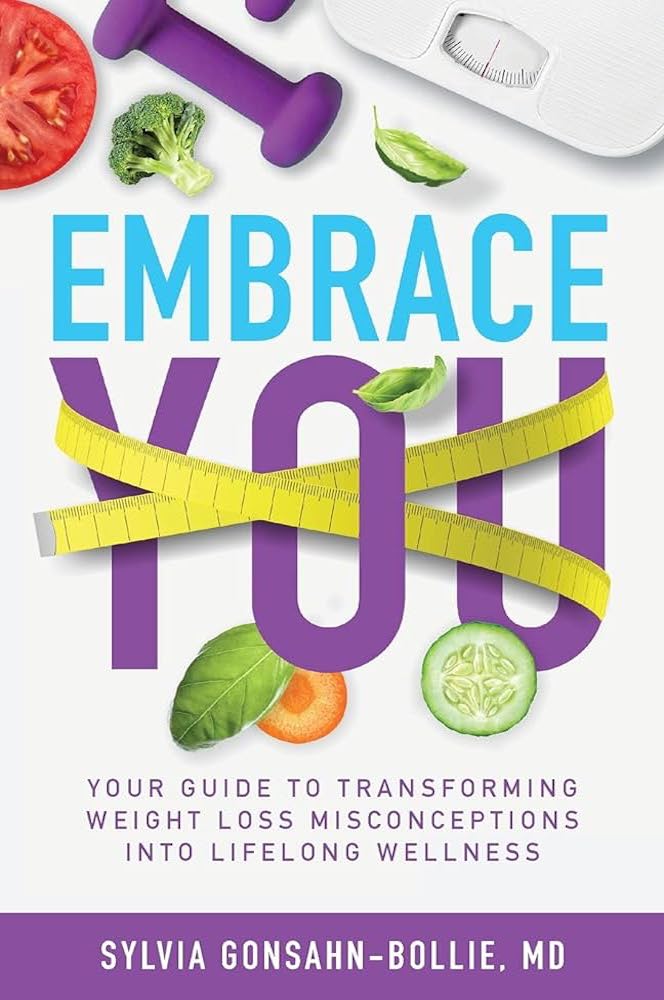 EMBRACE
YOU
YOUR GUIDE TO TRANSFORMING
WEIGHT LOSS MISCONCEPTIONS
INTO LIFELONG WELLNESS
SYLVIA GONSAHN-BOLLIE, MD